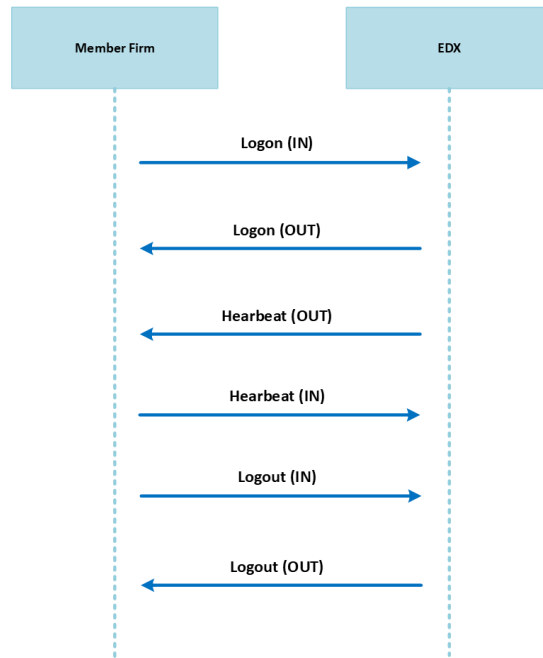 Member Firm
EDX
Logon (IN)
Logon (OUT)
Hearbeat (OUT)
Hearbeat (IN)
Logout (IN)
Logout (OUT)